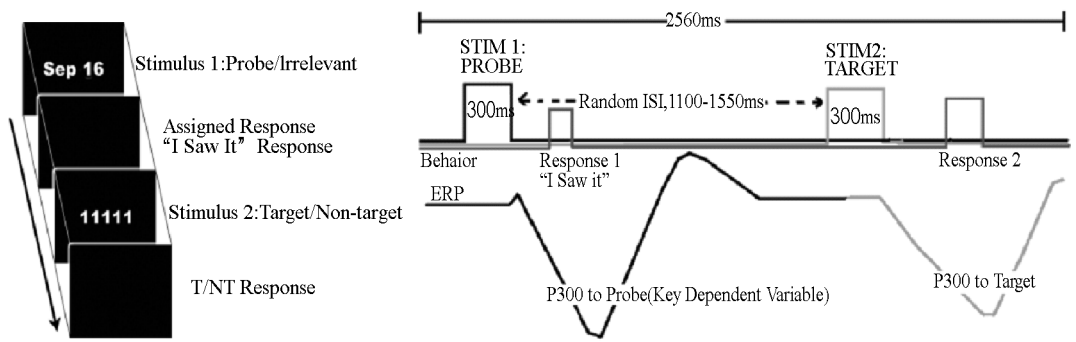 Sep 16
Stimulus 1:Probe/Irrelevant
Assigned Response
“I Saw It” Response
11111
Stimulus 2:Target/Non-target
T/NT Response
2560ms
STIM 1:
PROBE
STIM2:
TARGET
300ms
Random ISI,1100-1550ms
300ms
Behaior
Response 1
“I Saw it”
Response 2
ERP
P300 to Probe(Key Dependent Variable)
P300 to Target